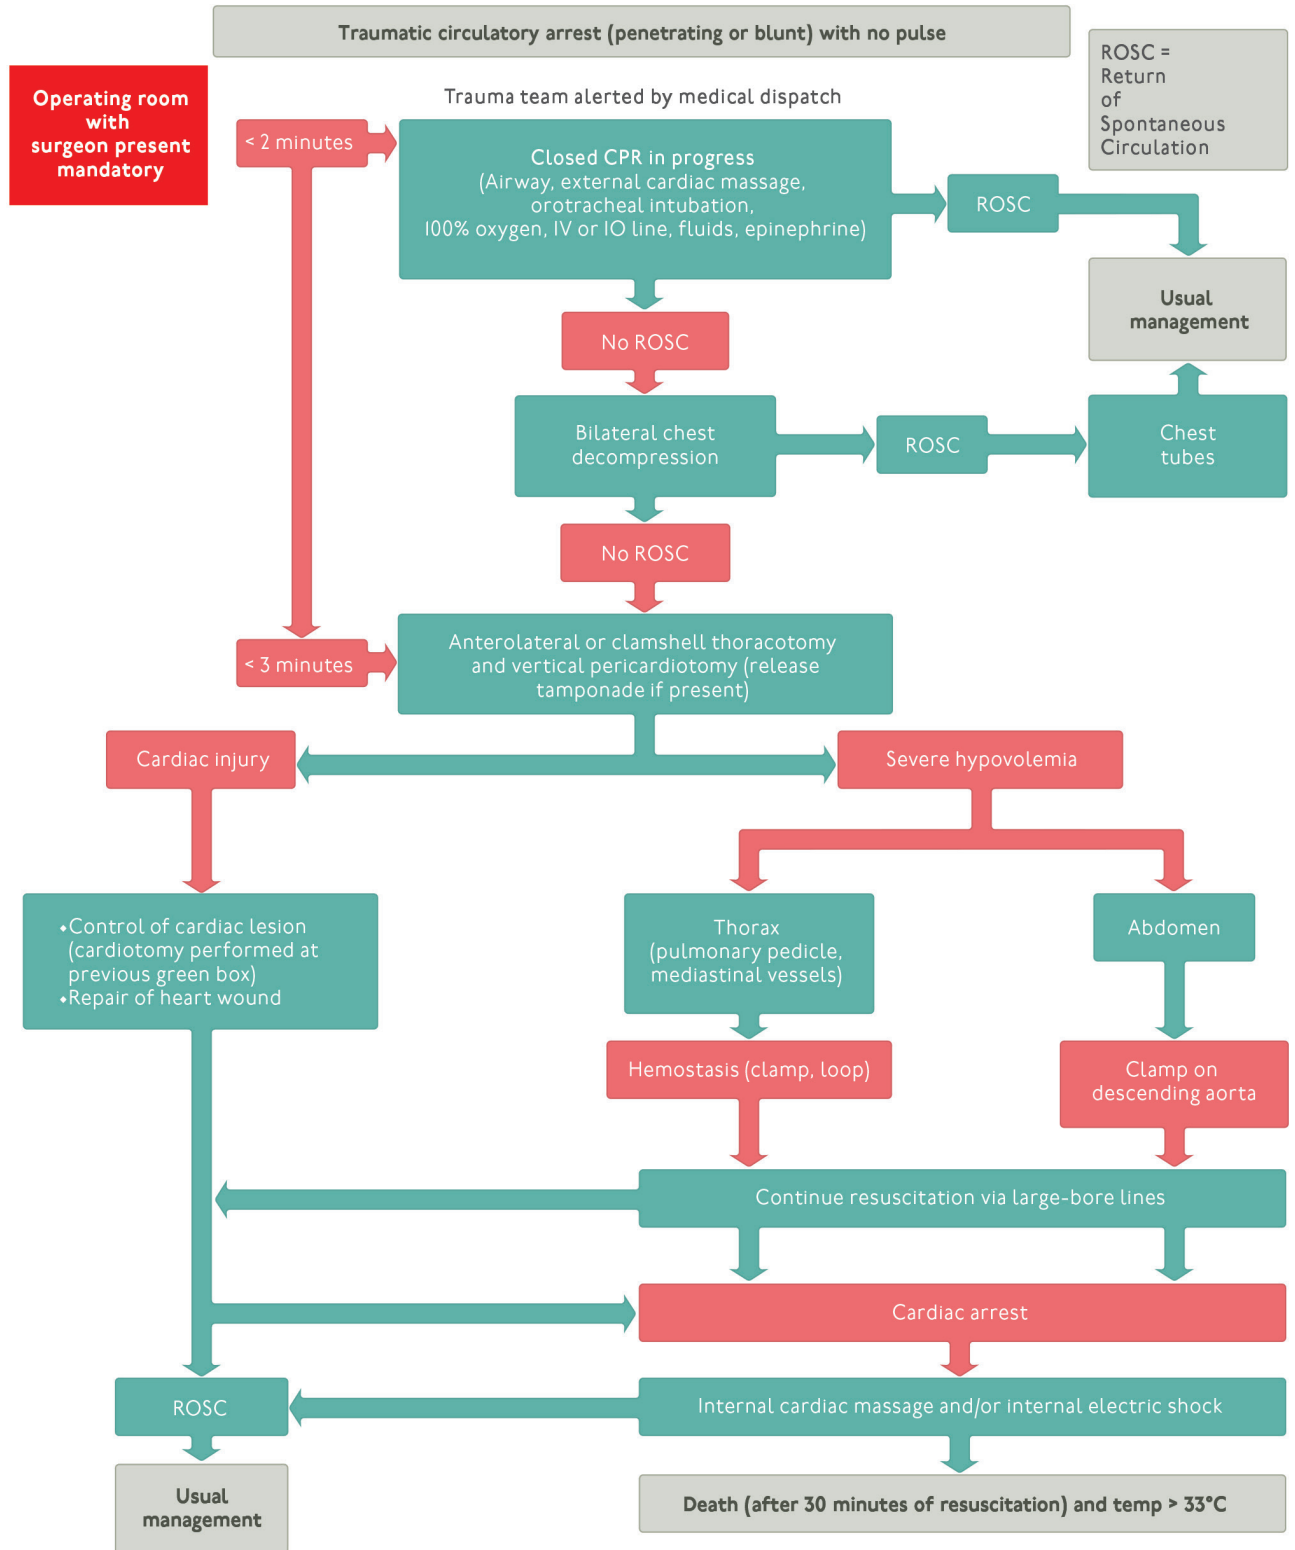 Traumatic circulatory arrest (penetrating or blunt) with no pulse
ROSC =
Return
of
Spontaneous
Circulation
Operating room
with
surgeon present
mandatory
Trauma team alerted by medical dispatch
< 2 minutes
Closed CPR in progress
(Airway, external cardiac massage,
orotracheal intubation,
100% oxygen, IV or IO line, fluids, epinephrine)
ROSC
Usual
management
No ROSC
Bilateral chest
decompression
ROSC
Chest
tubes
No ROSC
< 3 minutes
Anterolateral or clamshell thoracotomy
and vertical pericardiotomy (release
tamponade if present)
Cardiac injury
Severe hypovolemia
⬥Control of cardiac lesion
(cardiotomy performed at
previous green box)
⬥Repair of heart wound
Thorax
(pulmonary pedicle,
mediastinal vessels)
Abdomen
Hemostasis (clamp, loop)
Clamp on
descending aorta
Continue resuscitation via large-bore lines
Cardiac arrest
ROSC
Internal cardiac massage and/or internal electric shock
Usual
management
Death (after 30 minutes of resuscitation) and temp > 33°C